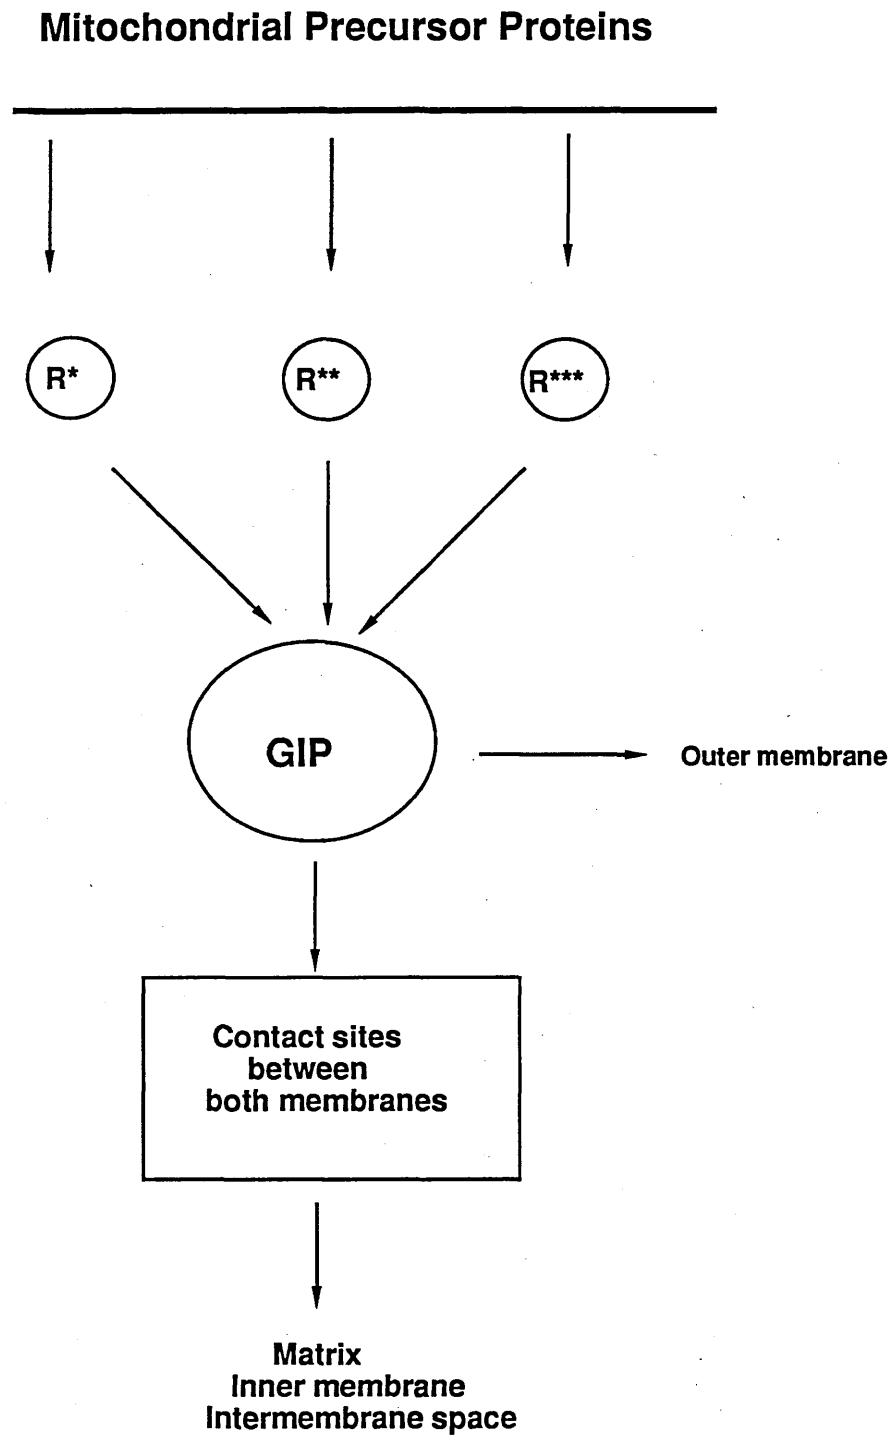 Mitochondrial Precursor Proteins
R*
R**
R***
GIP
Outer membrane
Contact sites
between
both membranes
Matrix
Inner membrane
Intermembrane space